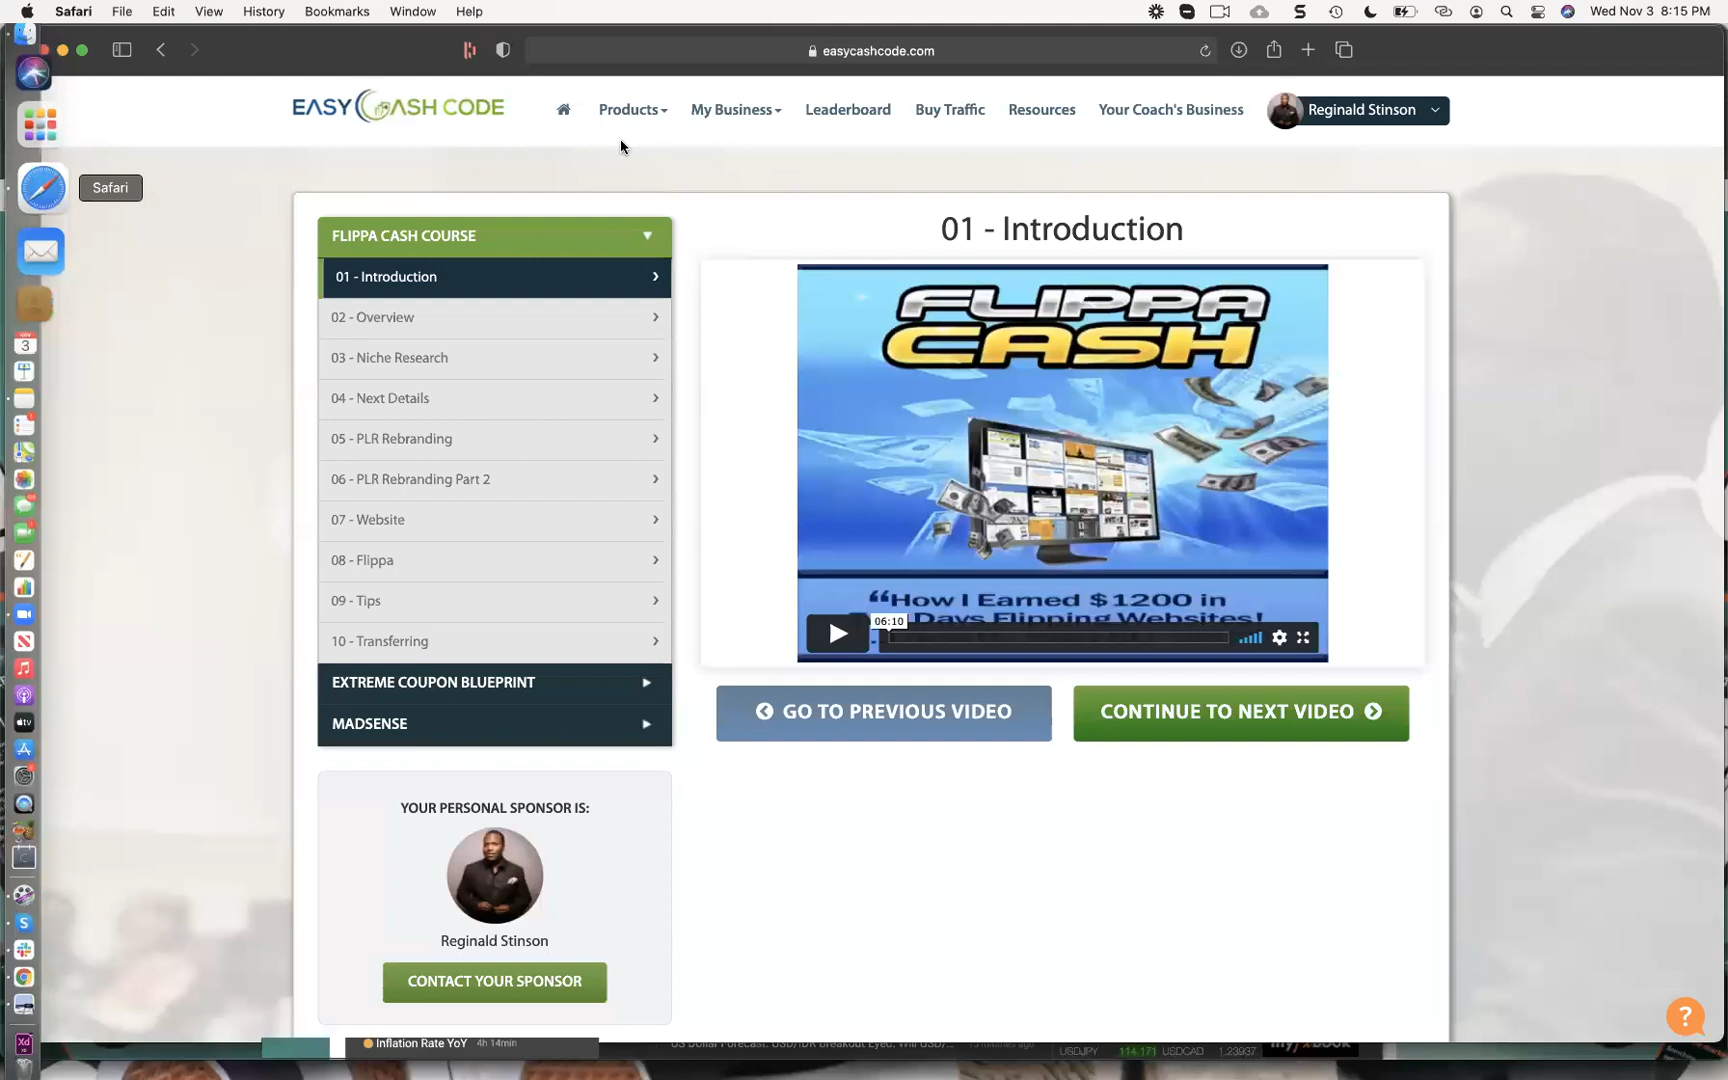 Safari File Edit View History Bookmarks Window Help
Wed Nov 3 8:15 PM
easycashcode.com
EASY CASH CODE
Products
My Business
Leaderboard
Buy Traffic
Resources
Your Coach's Business
Reginald Stinson
Safari
FLIPPA CASH COURSE
01 - Introduction
02 - Overview
03 - Niche Research
04 - Next Details
05 - PLR Rebranding
06 - PLR Rebranding Part 2
07 - Website
08 - Flippa
09 - Tips
10 - Transferring
EXTREME COUPON BLUEPRINT
MADSENSE
01 - Introduction
FLIPPA
CASH
“How I Earned $1200 in
Days Flipping Websites!
06:10
GO TO PREVIOUS VIDEO
CONTINUE TO NEXT VIDEO
YOUR PERSONAL SPONSOR IS:
Reginald Stinson
CONTACT YOUR SPONSOR
?
Inflation Rate YoY 4h 14min
USDJPY 114.171 USDCAD 1.23937